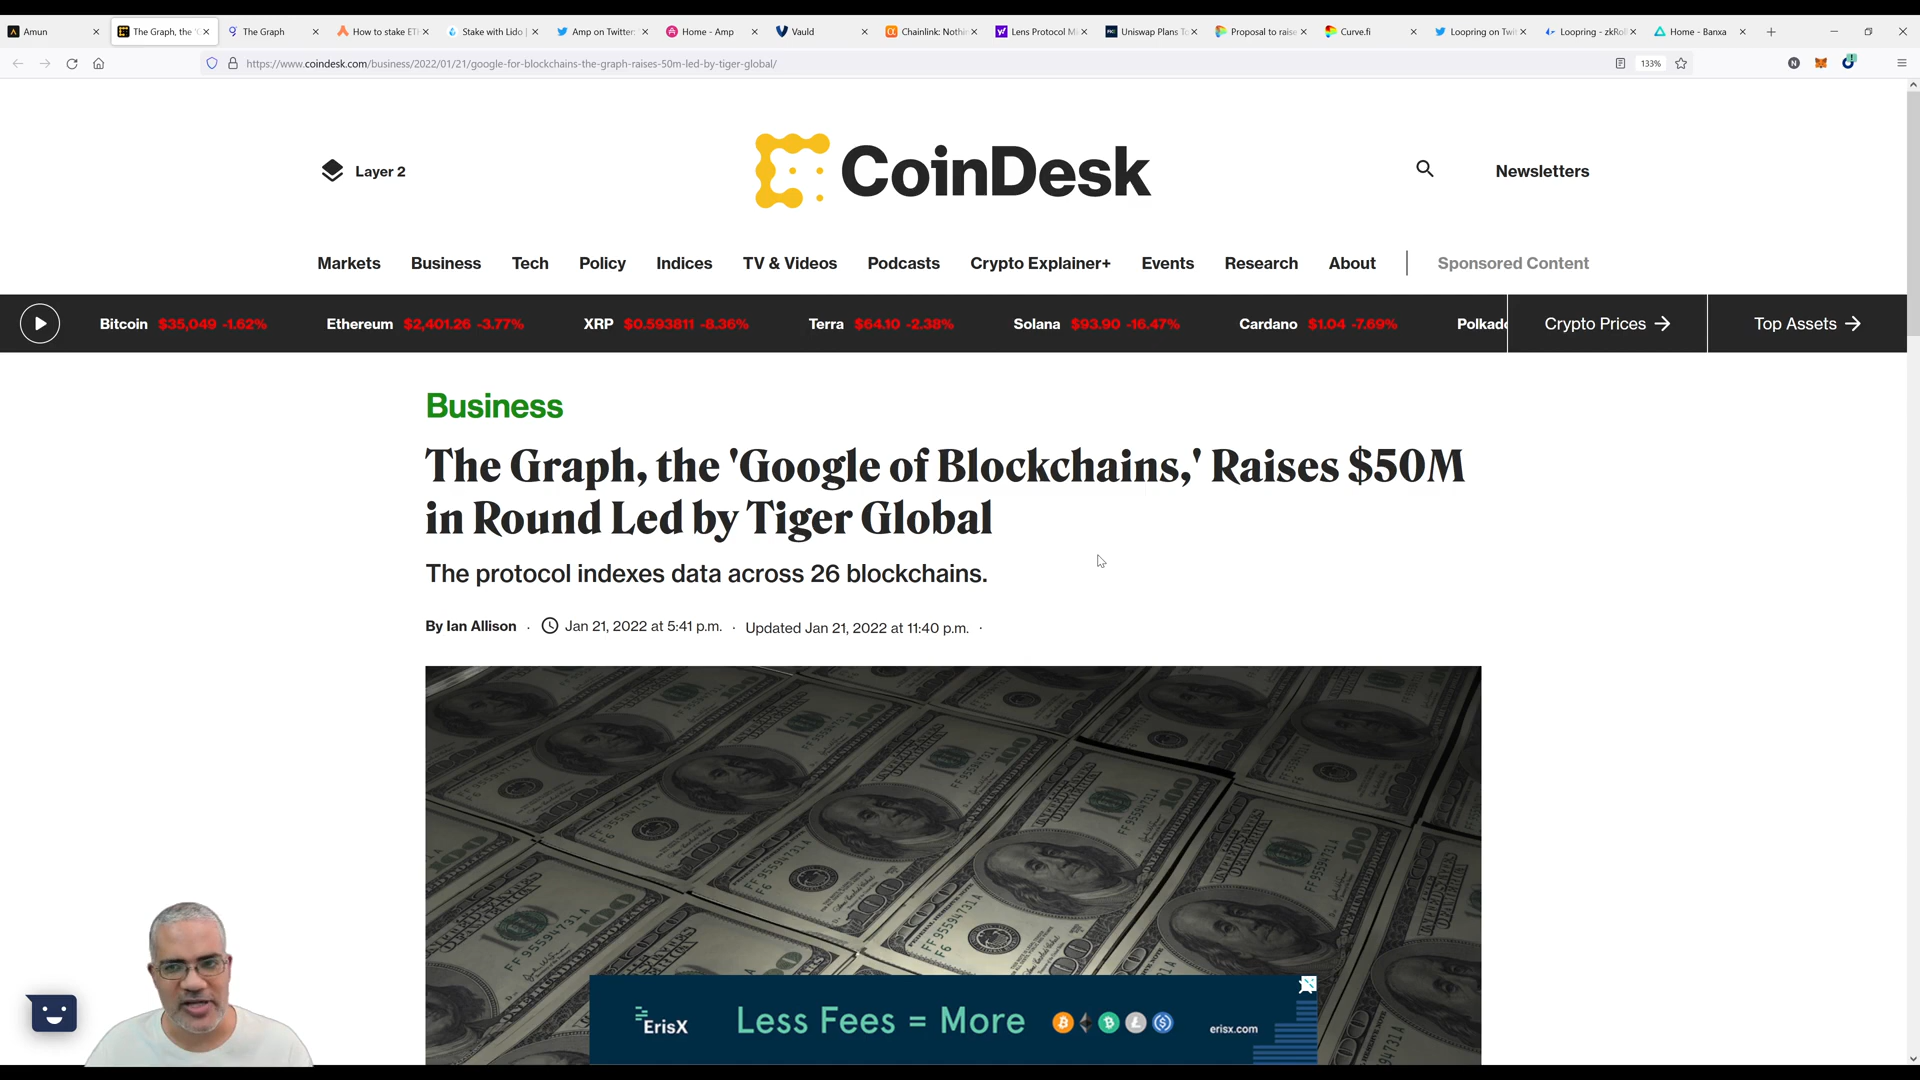 Amun
The Graph, the 'G
The Graph
How to stake ET
Stake with Lido |
Amp on Twitter:
Home - Amp
Vauld
Chainlink: Nothi
Lens Protocol M
Uniswap Plans To
Proposal to raise
Curve.fi
Loopring on Twi
Loopring - zkRol
Home - Banxa
https://www.coindesk.com/business/2022/01/21/google-for-blockchains-the-graph-raises-50m-led-by-tiger-global/
133%
Layer 2
CoinDesk
Newsletters
Markets Business Tech Policy Indices TV & Videos Podcasts Crypto Explainer+ Events Research About Sponsored Content
Bitcoin $35,049 -1.62% Ethereum $2,401.26 -3.77% XRP $0.593811 -8.36% Terra $64.10 -2.38% Solana $93.90 -16.47% Cardano $1.04 -7.69% Polkado Crypto Prices → Top Assets →
Business
The Graph, the 'Google of Blockchains,' Raises $50M
in Round Led by Tiger Global
The protocol indexes data across 26 blockchains.
By Ian Allison · Jan 21, 2022 at 5:41 p.m. · Updated Jan 21, 2022 at 11:40 p.m. ·
ErisX Less Fees = More erisx.com